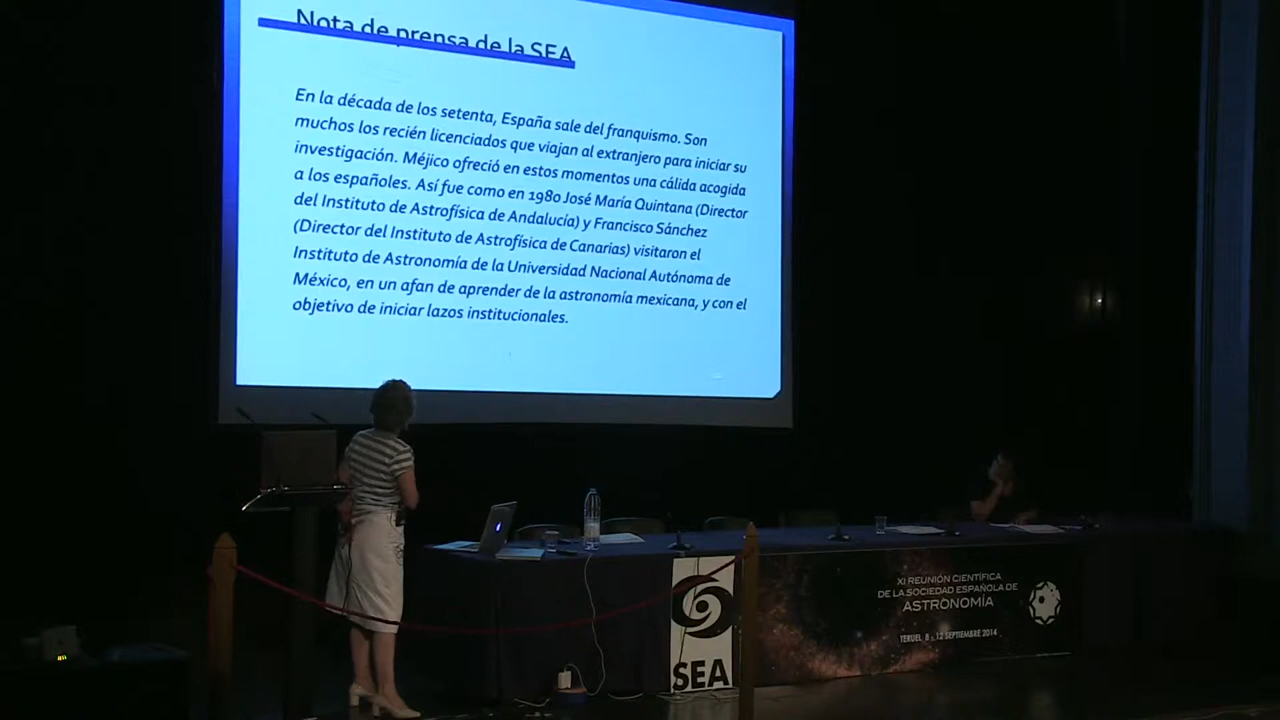 Nota de prensa de la SEA
En la década de los setenta, España sale del franquismo. Son
muchos los recién licenciados que viajan al extranjero para iniciar su
investigación. Méjico ofreció en estos momentos una cálida acogida
a los españoles. Así fue como en 1980 José María Quintana (Director
del Instituto de Astrofísica de Andalucía) y Francisco Sánchez
(Director del Instituto de Astrofísica de Canarias) visitaron el
Instituto de Astronomía de la Universidad Nacional Autónoma de
México, en un afan de aprender de la astronomía mexicana, y con el
objetivo de iniciar lazos institucionales.
XI REUNIÓN CIENTÍFICA
DE LA SOCIEDAD ESPAÑOLA DE
ASTRONOMÍA
TERUEL, 8 - 12 SEPTIEMBRE 2014
SEA